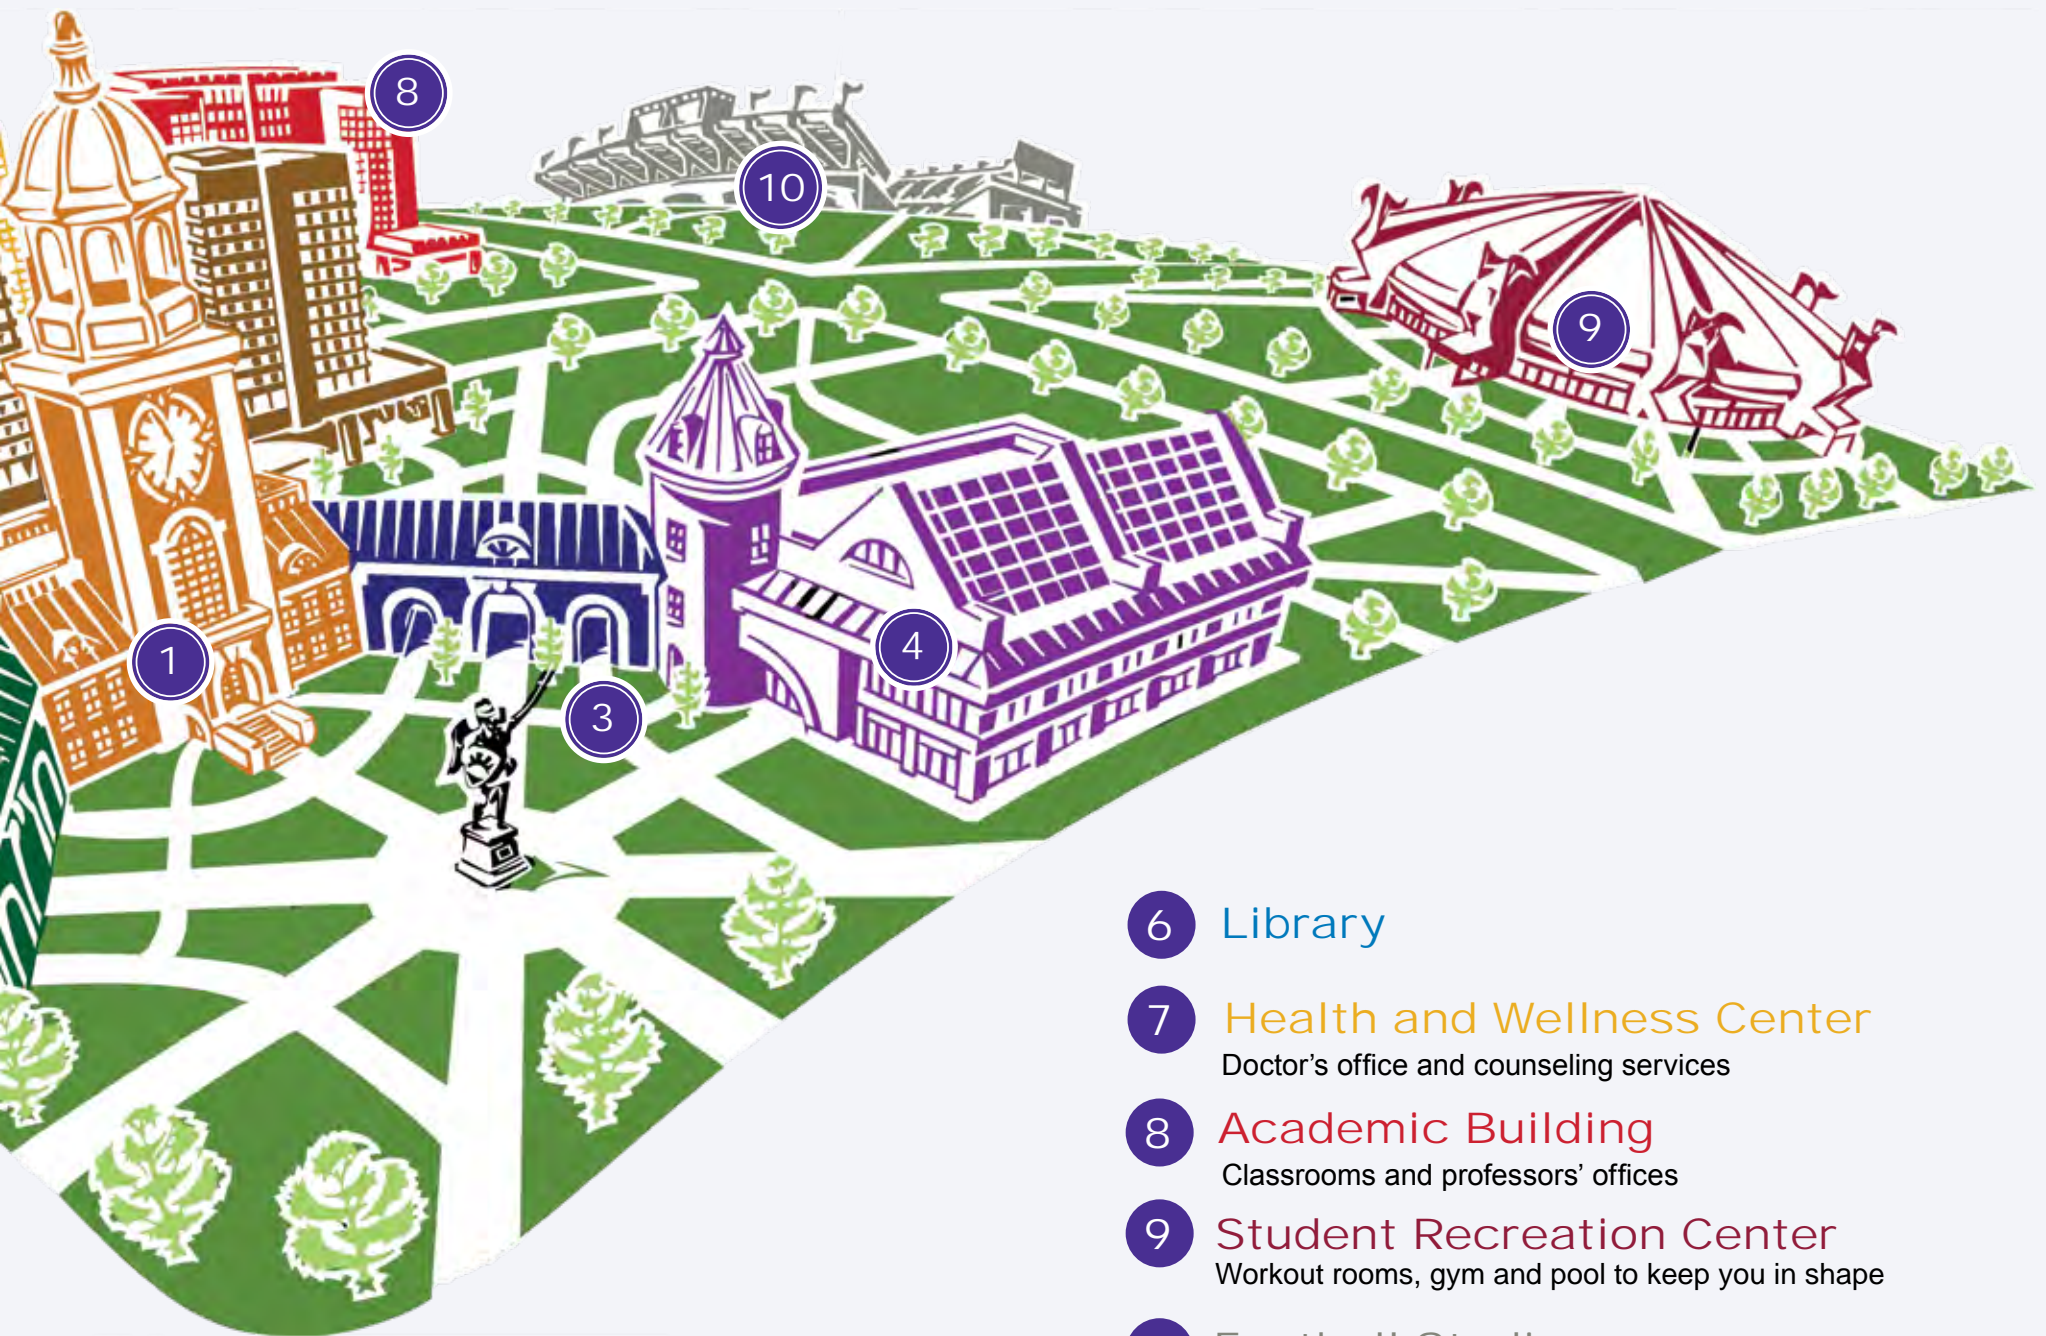 8
10
9
1
4
3
6 Library
7 Health and Wellness Center
Doctor's office and counseling services
8 Academic Building
Classrooms and professors' offices
9 Student Recreation Center
Workout rooms, gym and pool to keep you in shape